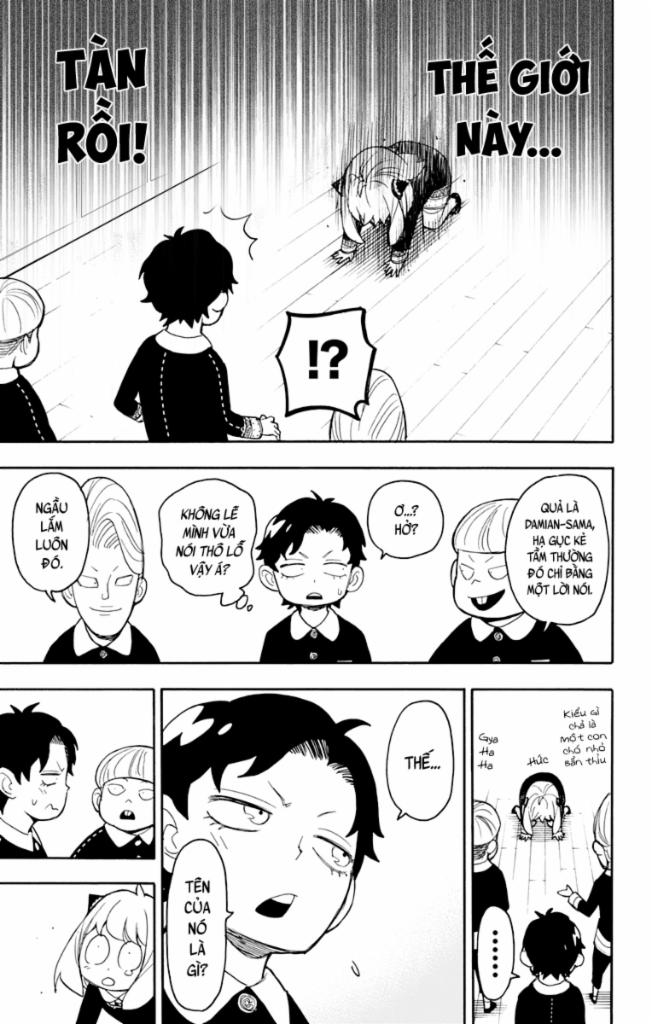 THẾ GIỚI
NÀY...
TÀN
RỒI!
!?
QUẢ LÀ
DAMIAN-SAMA,
HẠ GỤC KẺ
TẦM THƯỜNG
ĐÓ CHỈ BẰNG
MỘT LỜI NÓI.
Ơ...?
HỞ?
KHÔNG LẼ
MÌNH VỪA
NÓI THÔ LỖ
VẬY Á?
NGẦU
LẮM
LUÔN
ĐÓ.
Kiểu gì
chả là
một con
chó nhỏ
bẩn thỉu
Hức
Gya
Ha
Ha
......
THẾ...
TÊN
CỦA
NÓ
LÀ
GÌ?